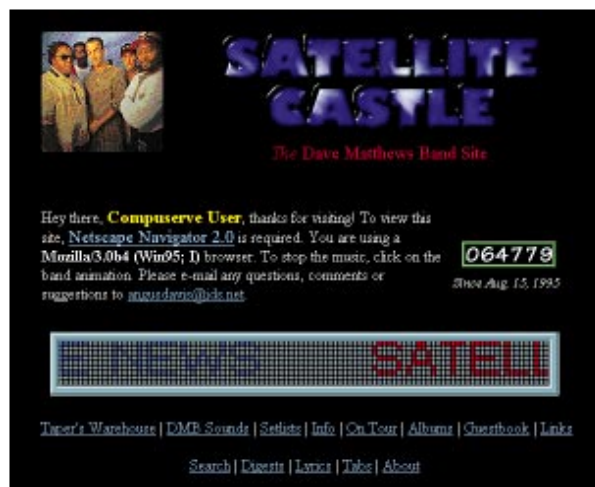 SATELLITE
CASTLE
The Dave Matthews Band Site
Hey there, Compuserve User, thanks for visiting! To view this
site, Netscape Navigator 2.0 is required. You are using a
Mozilla/3.0b4 (Win95; I) browser. To stop the music, click on the
band animation. Please e-mail any questions, comments or
suggestions to angusdavis@ids.net.
064779
Since Aug. 15, 1995
E NEWS SATELL
Taper's Warehouse | DMB Sounds | Setlists | Info | On Tour | Albums | Guestbook | Links
Search | Digests | Lyrics | Tabs | About